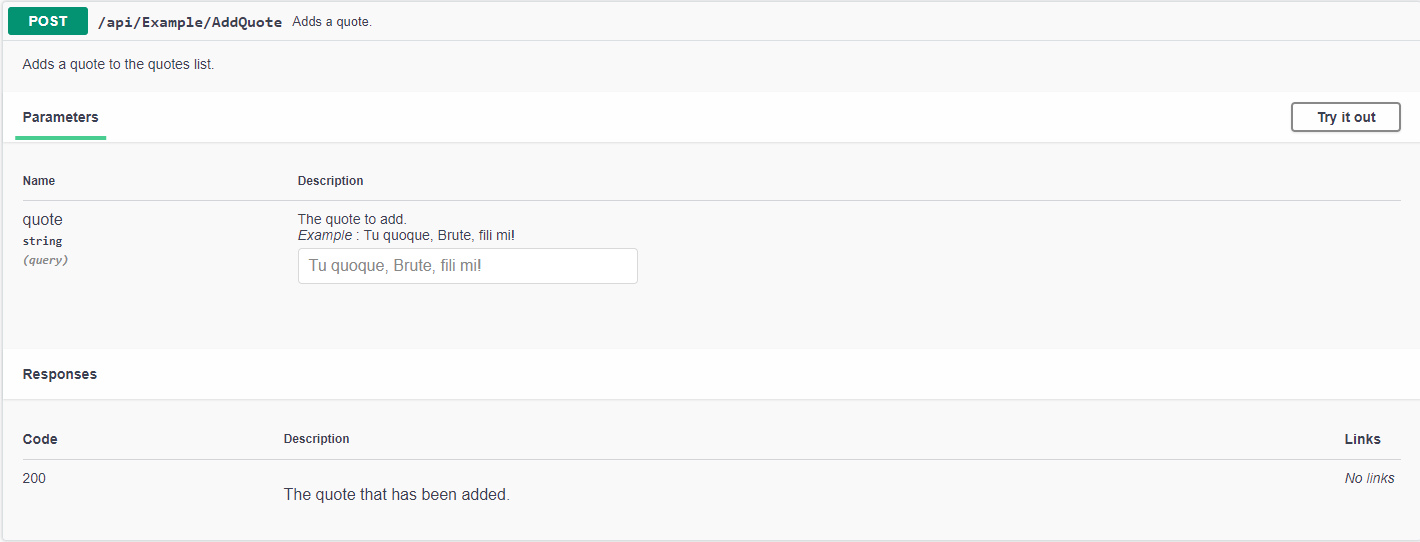 POST /api/Example/AddQuote Adds a quote.
Adds a quote to the quotes list.
Parameters Try it out
Name Description
quote The quote to add.
string Example : Tu quoque, Brute, fili mi!
(query) Tu quoque, Brute, fili mi!
Responses
Code Description Links
200 No links
The quote that has been added.